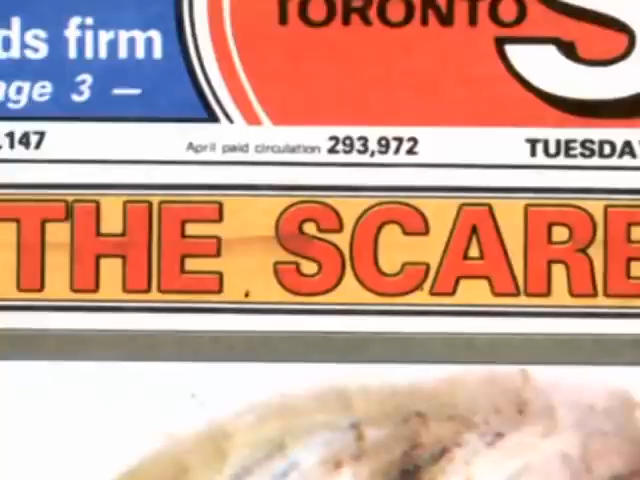 TORONTO
ds firm
age 3 —
.147
April paid circulation 293,972
TUESDA
THE SCARE